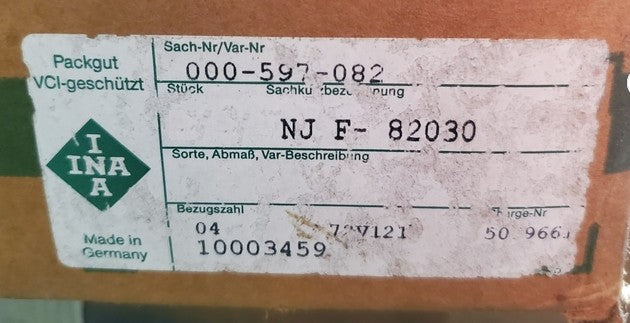 Packgut
VCI-geschützt
Sach-Nr/Var-Nr
000-597-082
Stück
NJ F- 82030
Sorte, Abmaß, Var-Beschreibung
I
INA
A
Bezugszahl
04
10003459
Made in
Germany